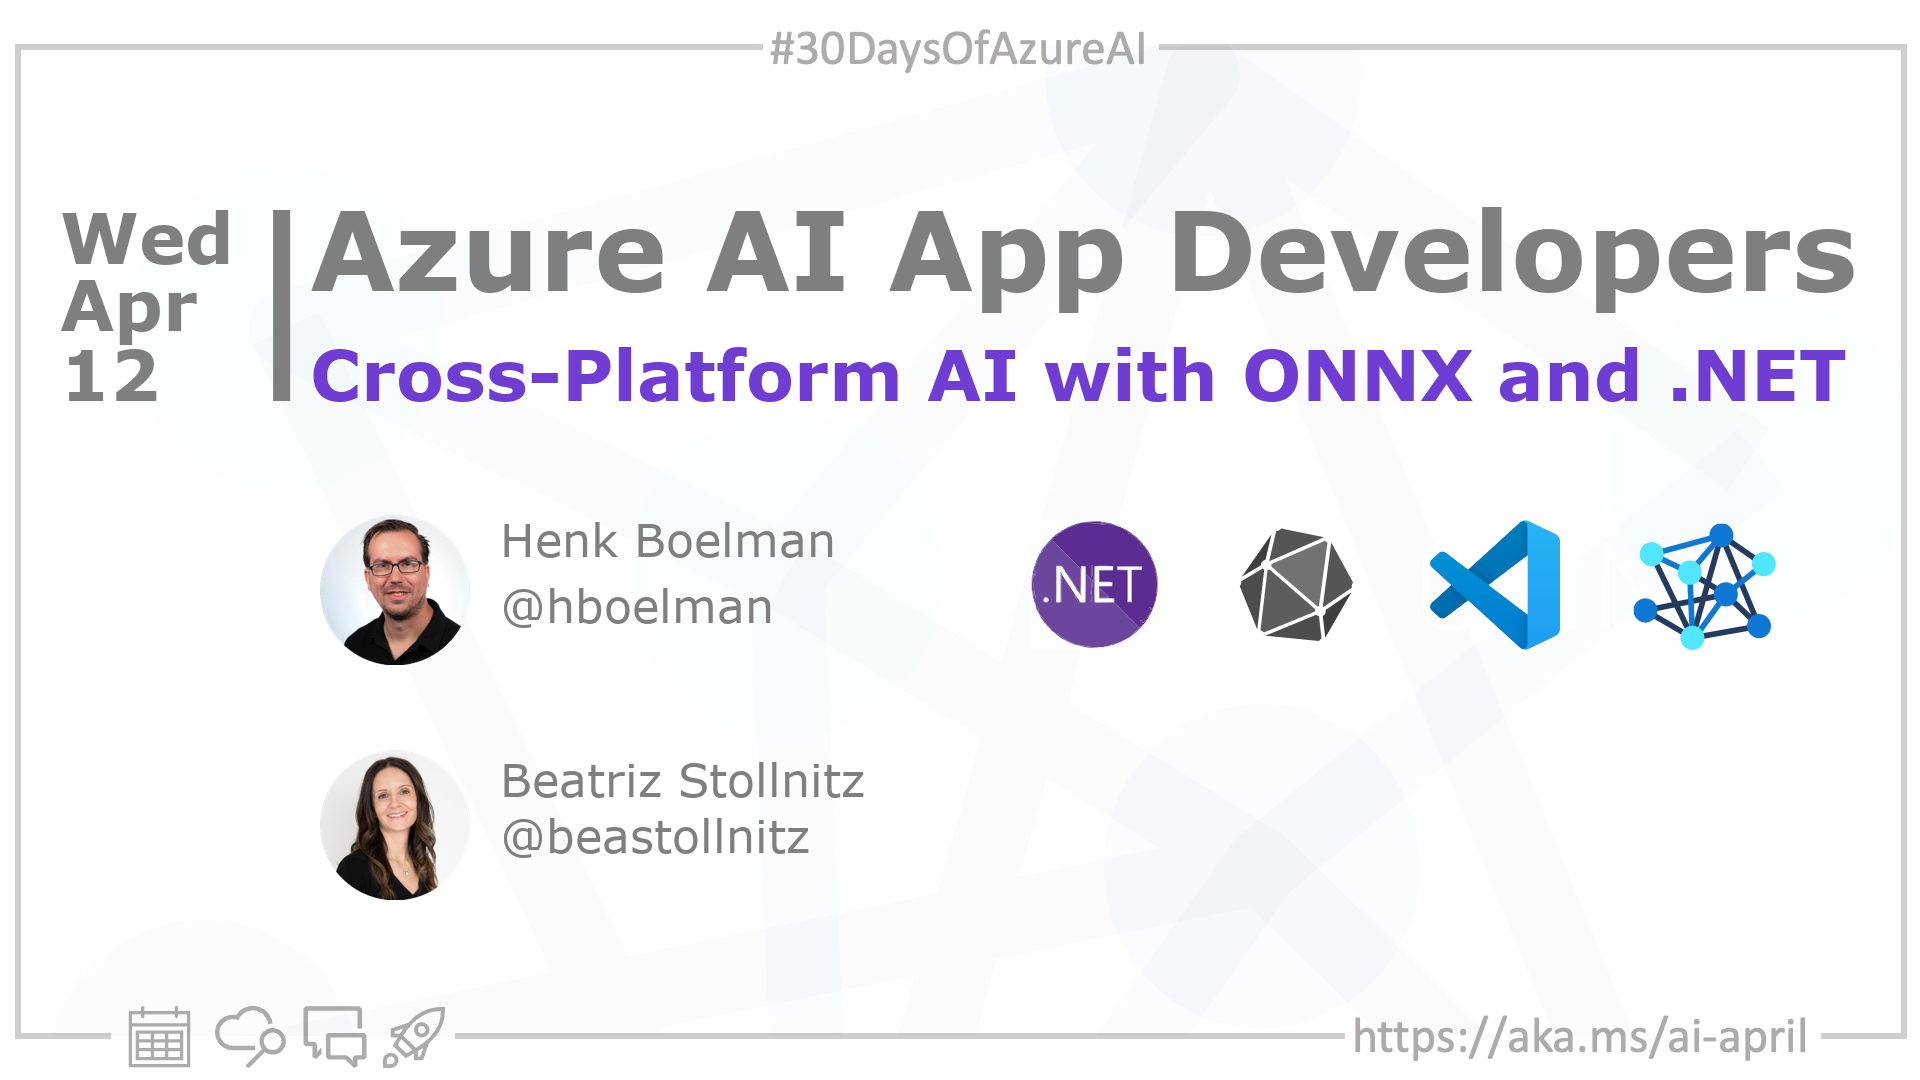 #30DaysOfAzureAI
Wed
Apr
12
Azure AI App Developers
Cross-Platform AI with ONNX and .NET
Henk Boelman
@hboelman
.NET
Beatriz Stollnitz
@beastollnitz
https://aka.ms/ai-april